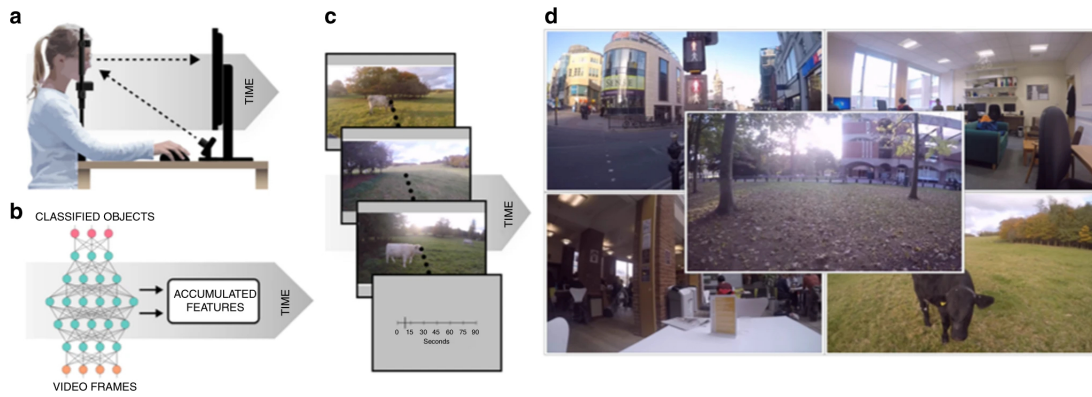 a
TIME
b
CLASSIFIED OBJECTS
ACCUMULATED
FEATURES
TIME
VIDEO FRAMES
c
TIME
0 15 30 45 60 75 90
Seconds
d